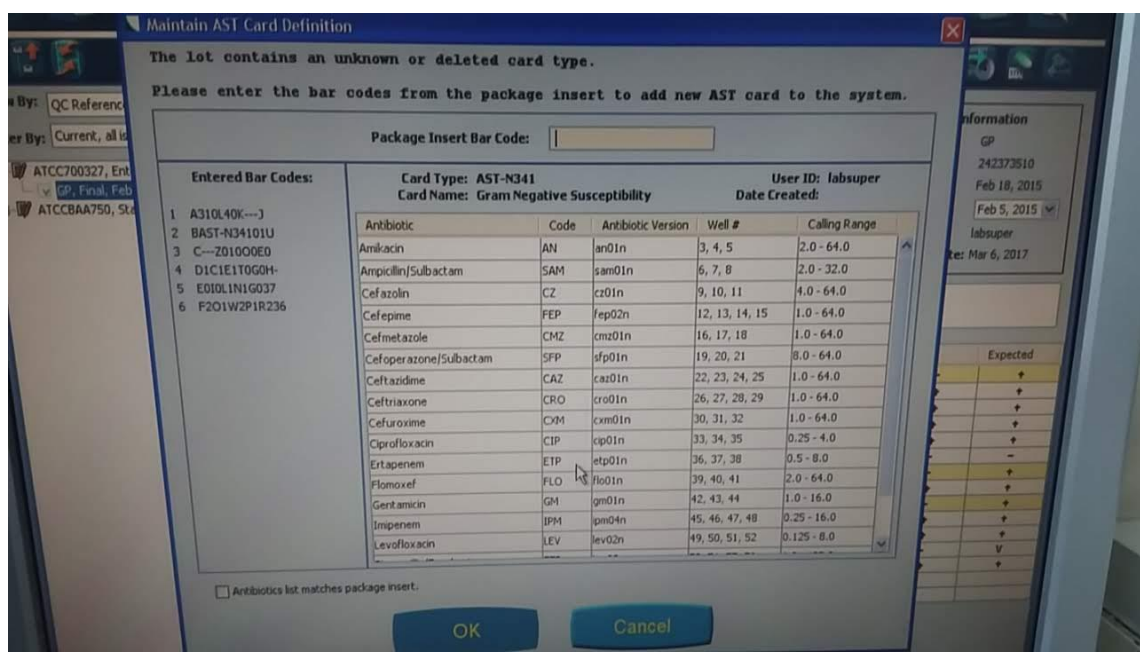 Maintain AST Card Definition
The lot contains an unknown or deleted card type.
Please enter the bar codes from the package insert to add new AST card to the system.
By: QC Reference
er By: Current, all is
ATCC700327, Ent
GP, Final, Feb
ATCCBAA750, Sta
Package Insert Bar Code:
Entered Bar Codes:
1 A310L40K---J
2 BAST-N34101U
3 C---Z01000E0
4 D1C1E1T0G0H-
5 E010L1N1G037
6 F2O1W2P1R236
Card Type: AST-N341 User ID: labsuper
Card Name: Gram Negative Susceptibility Date Created:
Antibiotic Code Antibiotic Version Well # Calling Range
Amikacin AN an01n 3, 4, 5 2.0 - 64.0
Ampicillin/Sulbactam SAM sam01n 6, 7, 8 2.0 - 32.0
Cefazolin CZ cz01n 9, 10, 11 4.0 - 64.0
Cefepime FEP fep02n 12, 13, 14, 15 1.0 - 64.0
Cefmetazole CMZ cmz01n 16, 17, 18 1.0 - 64.0
Cefoperazone/Sulbactam SFP sfp01n 19, 20, 21 8.0 - 64.0
Ceftazidime CAZ caz01n 22, 23, 24, 25 1.0 - 64.0
Ceftriaxone CRO cro01n 26, 27, 28, 29 1.0 - 64.0
Cefuroxime CXM cxm01n 30, 31, 32 1.0 - 64.0
Ciprofloxacin CIP cip01n 33, 34, 35 0.25 - 4.0
Ertapenem ETP etp01n 36, 37, 38 0.5 - 8.0
Flomoxef FLO flo01n 39, 40, 41 2.0 - 64.0
Gentamicin GM gm01n 42, 43, 44 1.0 - 16.0
Imipenem IPM ipm04n 45, 46, 47, 48 0.25 - 16.0
Levofloxacin LEV lev02n 49, 50, 51, 52 0.125 - 8.0
Antibiotics list matches package insert.
OK Cancel
nformation
GP
242373510
Feb 18, 2015
Feb 5, 2015
labsuper
te: Mar 6, 2017
Expected
+
+
+
+
+
-
+
+
+
+
+
V
+